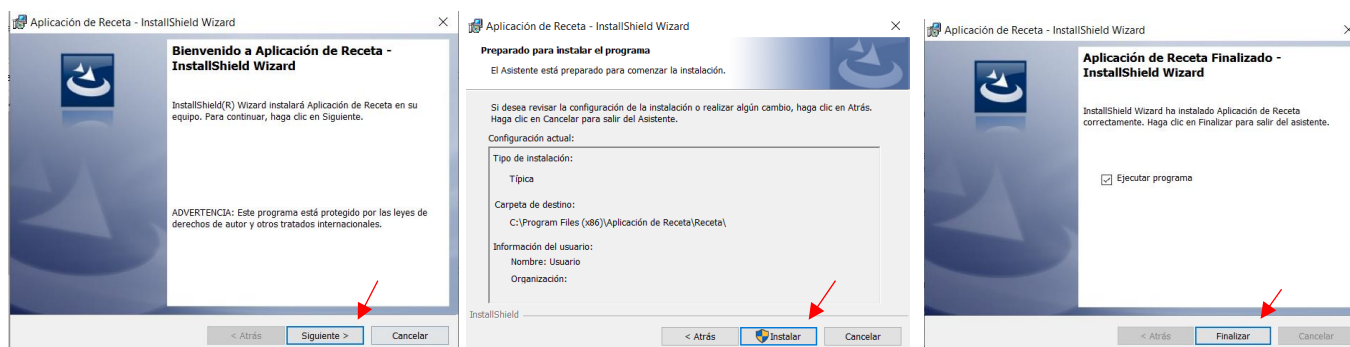 Aplicación de Receta - InstallShield Wizard
Bienvenido a Aplicación de Receta -
InstallShield Wizard
InstallShield(R) Wizard instalará Aplicación de Receta en su
equipo. Para continuar, haga clic en Siguiente.
ADVERTENCIA: Este programa está protegido por las leyes de
derechos de autor y otros tratados internacionales.
< Atrás
Siguiente >
Cancelar
Aplicación de Receta - InstallShield Wizard
Preparado para instalar el programa
El Asistente está preparado para comenzar la instalación.
Si desea revisar la configuración de la instalación o realizar algún cambio, haga clic en Atrás.
Haga clic en Cancelar para salir del Asistente.
Configuración actual:
Tipo de instalación:
Típica
Carpeta de destino:
C:\Program Files (x86)\Aplicación de Receta\Receta\
Información del usuario:
Nombre: Usuario
Organización:
InstallShield
< Atrás
Instalar
Cancelar
Aplicación de Receta - InstallShield Wizard
Aplicación de Receta Finalizado -
InstallShield Wizard
InstallShield Wizard ha instalado Aplicación de Receta
correctamente. Haga clic en Finalizar para salir del asistente.
Ejecutar programa
< Atrás
Finalizar
Cancelar